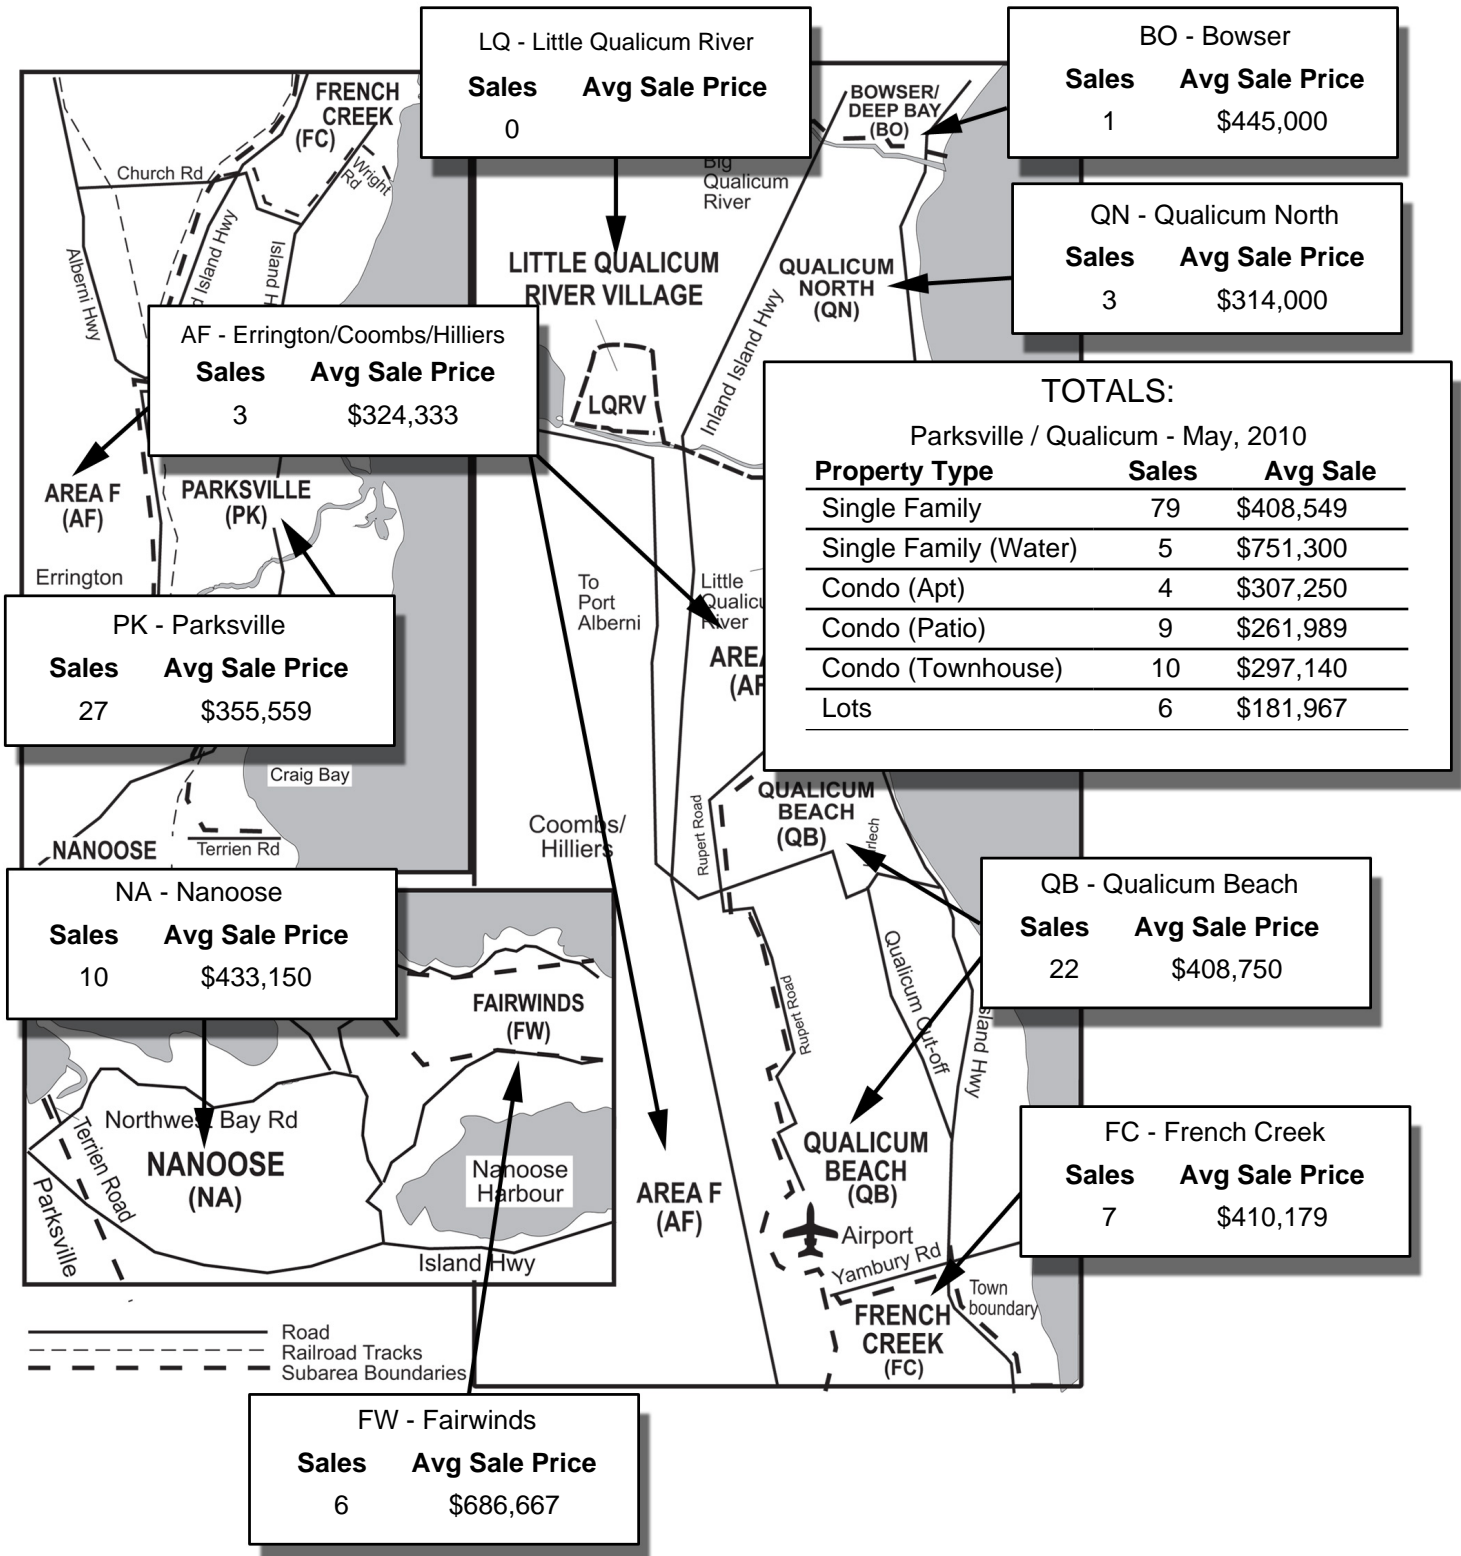 LQ - Little Qualicum River
Sales Avg Sale Price
0
BO - Bowser
Sales Avg Sale Price
1 $445,000
FRENCH
CREEK
(FC)
BOWSER/
DEEP BAY
(BO)
Church Rd
Wright
Rd
Big
Qualicum
River
QN - Qualicum North
Sales Avg Sale Price
3 $314,000
Alberni Hwy
Island Hwy
Island H
LITTLE QUALICUM
RIVER VILLAGE
QUALICUM
NORTH
(QN)
Inland Island Hwy
AF - Errington/Coombs/Hilliers
Sales Avg Sale Price
3 $324,333
LQRV
TOTALS:
Parksville / Qualicum - May, 2010
Property Type Sales Avg Sale
Single Family 79 $408,549
Single Family (Water) 5 $751,300
Condo (Apt) 4 $307,250
Condo (Patio) 9 $261,989
Condo (Townhouse) 10 $297,140
Lots 6 $181,967
AREA F
(AF)
PARKSVILLE
(PK)
Errington
To
Port
Alberni
Little
Qualicu
River
AREA
(AF
PK - Parksville
Sales Avg Sale Price
27 $355,559
Craig Bay
Terrien Rd
NANOOSE
Coombs/
Hilliers
Rupert Road
QUALICUM
BEACH
(QB)
NA - Nanoose
Sales Avg Sale Price
10 $433,150
QB - Qualicum Beach
Sales Avg Sale Price
22 $408,750
Qualicum Cut-off
Rupert Road
sland Hwy
FAIRWINDS
(FW)
Northwest Bay Rd
Terrien Road
Parksville
NANOOSE
(NA)
Nanoose
Harbour
Island Hwy
AREA F
(AF)
QUALICUM
BEACH
(QB)
FC - French Creek
Sales Avg Sale Price
7 $410,179
Airport
Yambury Rd
Town
boundary
FRENCH
CREEK
(FC)
Road
Railroad Tracks
Subarea Boundaries
FW - Fairwinds
Sales Avg Sale Price
6 $686,667